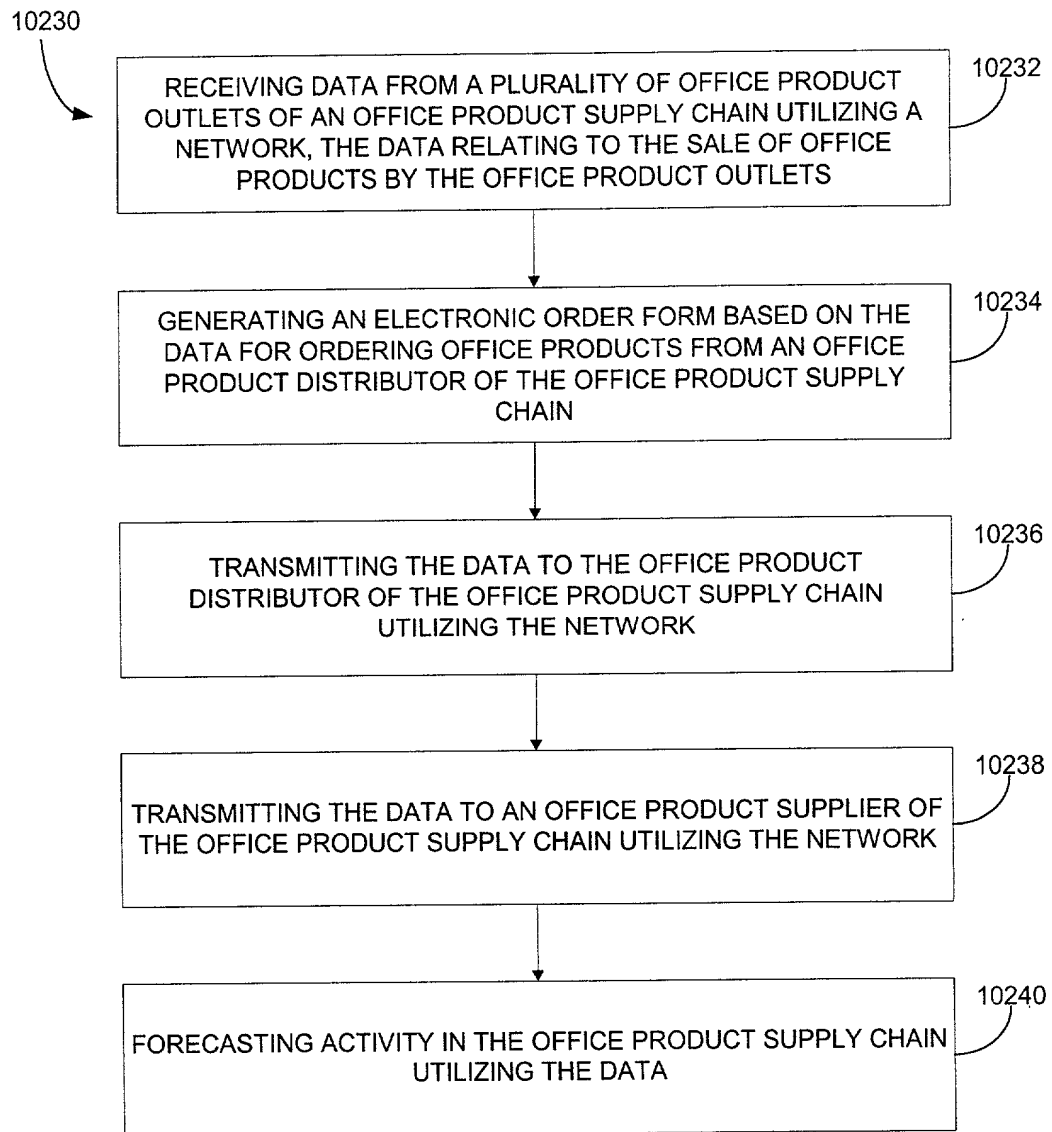 10230
RECEIVING DATA FROM A PLURALITY OF OFFICE PRODUCT
OUTLETS OF AN OFFICE PRODUCT SUPPLY CHAIN UTILIZING A
NETWORK, THE DATA RELATING TO THE SALE OF OFFICE
PRODUCTS BY THE OFFICE PRODUCT OUTLETS
10232
GENERATING AN ELECTRONIC ORDER FORM BASED ON THE
DATA FOR ORDERING OFFICE PRODUCTS FROM AN OFFICE
PRODUCT DISTRIBUTOR OF THE OFFICE PRODUCT SUPPLY
CHAIN
10234
TRANSMITTING THE DATA TO THE OFFICE PRODUCT
DISTRIBUTOR OF THE OFFICE PRODUCT SUPPLY CHAIN
UTILIZING THE NETWORK
10236
TRANSMITTING THE DATA TO AN OFFICE PRODUCT SUPPLIER OF
THE OFFICE PRODUCT SUPPLY CHAIN UTILIZING THE NETWORK
10238
FORECASTING ACTIVITY IN THE OFFICE PRODUCT SUPPLY CHAIN
UTILIZING THE DATA
10240